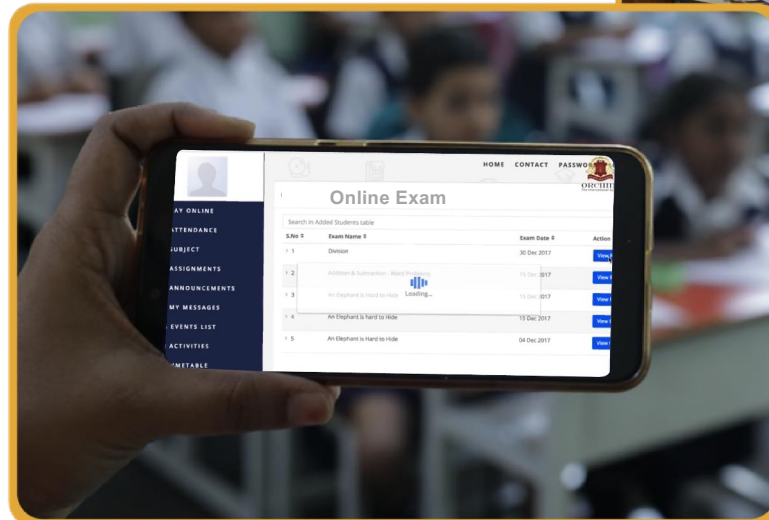 HOME CONTACT
ORCHID
Online Exam
AY ONLINE
ATTENDANCE
SUBJECT
ASSIGNMENTS
ANNOUNCEMENTS
MY MESSAGES
EVENTS LIST
ACTIVITIES
Search in Added Students table
S.No Exam Name Exam Date Action
1 Division 30 Dec 2017 View
2 Addition & Subtraction - Word Problems 15 Dec 2017 View
Loading...
3 An Elephant is Hard to Hide 15 Dec 2017 View
4 An Elephant is hard to Hide 15 Dec 2017 View
5 An Elephant is Hard to Hide 04 Dec 2017 View